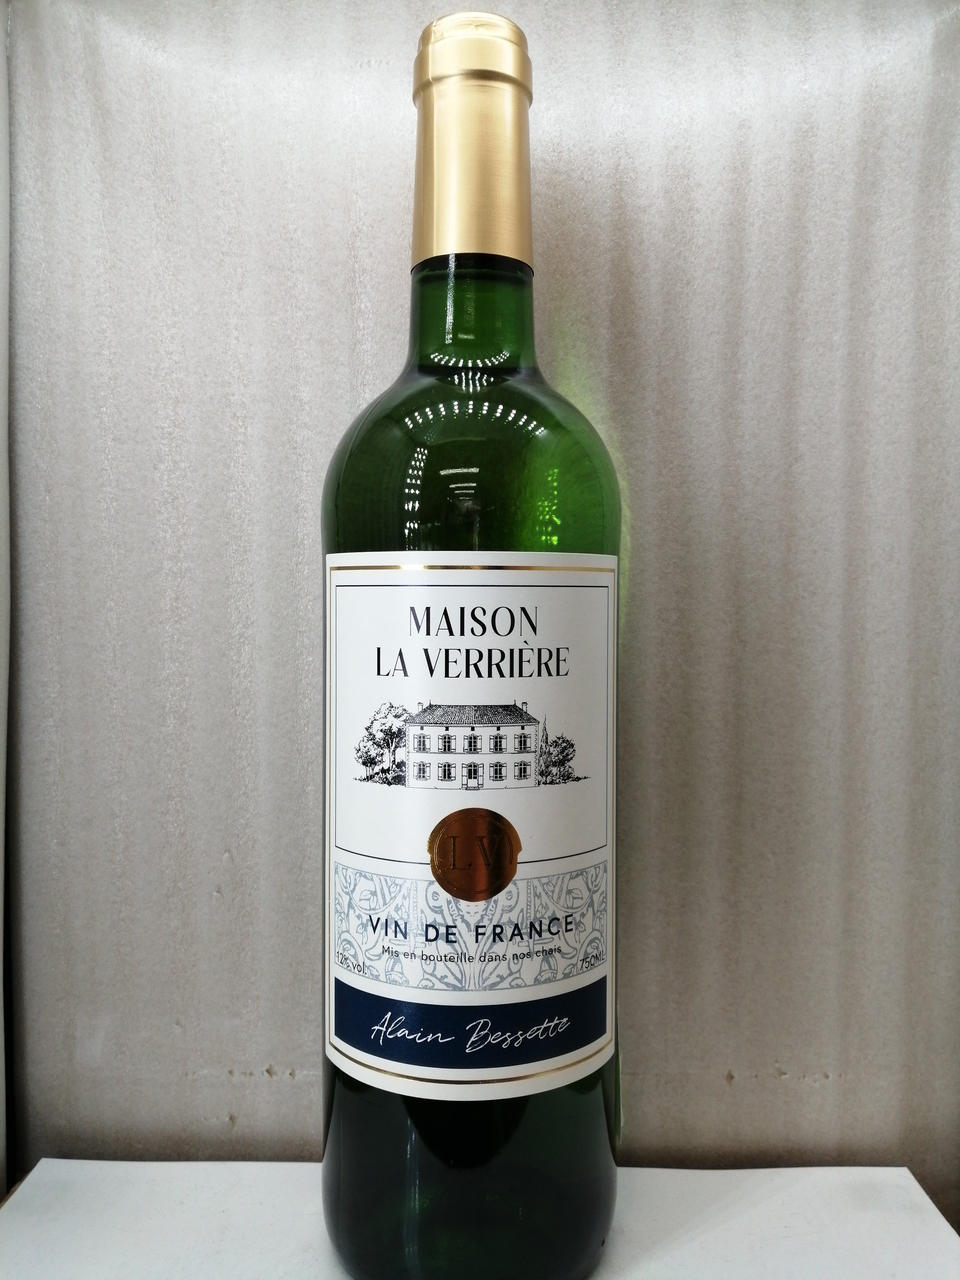 MAISON
LA VERRIÈRE
LV
VIN DE FRANCE
Mis en bouteille dans nos chais
12% vol. 750ML
Alain Bessette